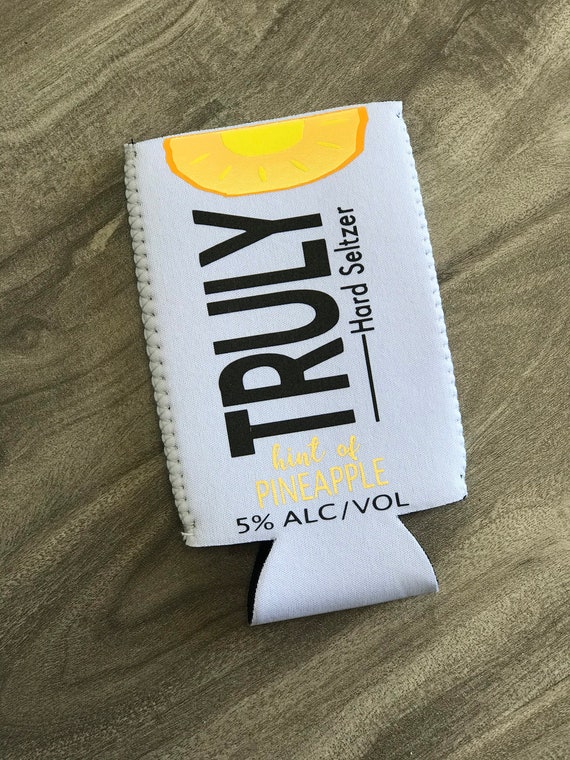 TRULY
Hard Seltzer
hint of
PINEAPPLE
5% ALC/VOL